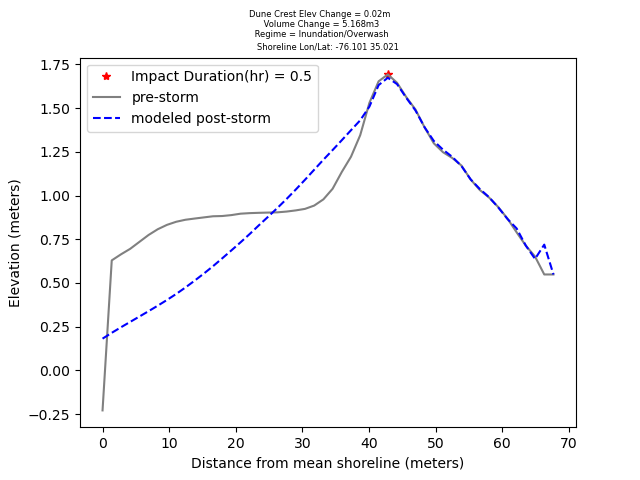 Dune Crest Elev Change = 0.02m
Volume Change = 5.168m3
Regime = Inundation/Overwash
Shoreline Lon/Lat: -76.101 35.021
Impact Duration(hr) = 0.5
pre-storm
modeled post-storm
1.75
1.50
1.25
1.00
0.75
0.50
0.25
0.00
−0.25
Elevation (meters)
0 10 20 30 40 50 60 70
Distance from mean shoreline (meters)